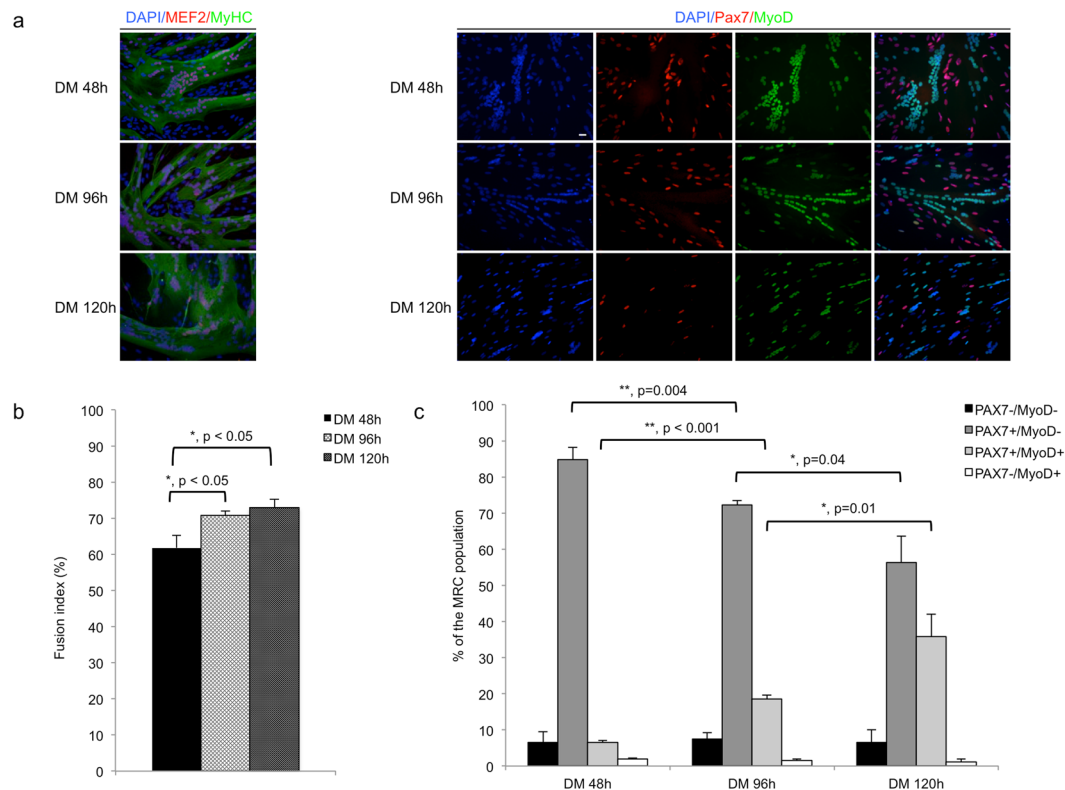 a
DAPI/MEF2/MyHC
DM 48h
DM 96h
DM 120h
DAPI/Pax7/MyoD
DM 48h
DM 96h
DM 120h
b
Fusion index (%)
100
90
80
70
60
50
40
30
20
10
0
*, p < 0.05
*, p < 0.05
DM 48h
DM 96h
DM 120h
c
% of the MRC population
100
90
80
70
60
50
40
30
20
10
0
**, p=0.004
**, p < 0.001
*, p=0.04
*, p=0.01
PAX7-/MyoD-
PAX7+/MyoD-
PAX7+/MyoD+
PAX7-/MyoD+
DM 48h
DM 96h
DM 120h